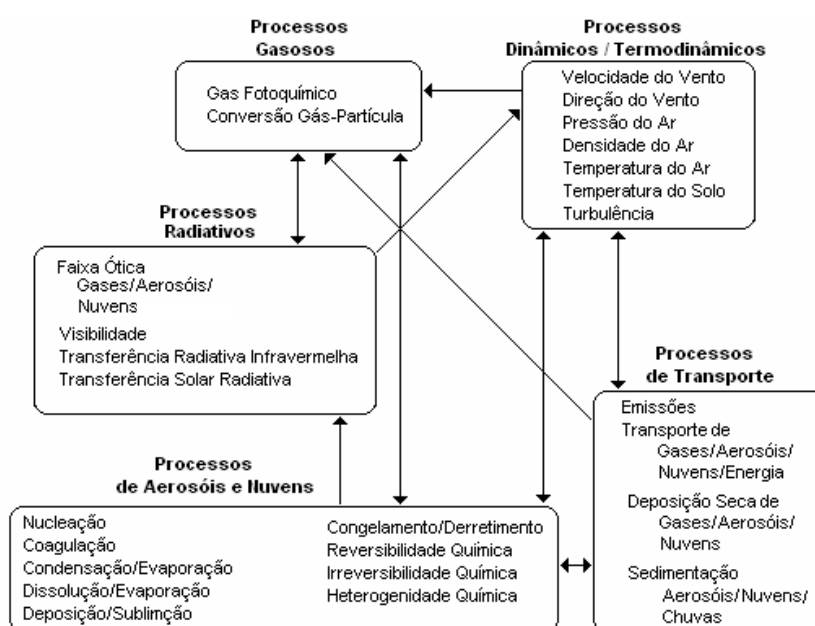 Processos
Gasosos
Gas Fotoquímico
Conversão Gás-Partícula
Processos
Dinâmicos / Termodinâmicos
Velocidade do Vento
Direção do Vento
Pressão do Ar
Densidade do Ar
Temperatura do Ar
Temperatura do Solo
Turbulência
Processos
Radiativos
Faixa Ótica
Gases/Aerosóis/
Nuvens
Visibilidade
Transferência Radiativa Infravermelha
Transferência Solar Radiativa
Processos
de Transporte
Emissões
Transporte de
Gases/Aerosóis/
Nuvens/Energia
Deposição Seca de
Gases/Aerosóis/
Nuvens
Sedimentação
Aerosóis/Nuvens/
Chuvas
Processos
de Aerosóis e Nuvens
Nucleação
Coagulação
Condensação/Evaporação
Dissolução/Evaporação
Deposição/Sublimção
Congelamento/Derretimento
Reversibilidade Química
Irreversibilidade Química
Heterogenidade Química